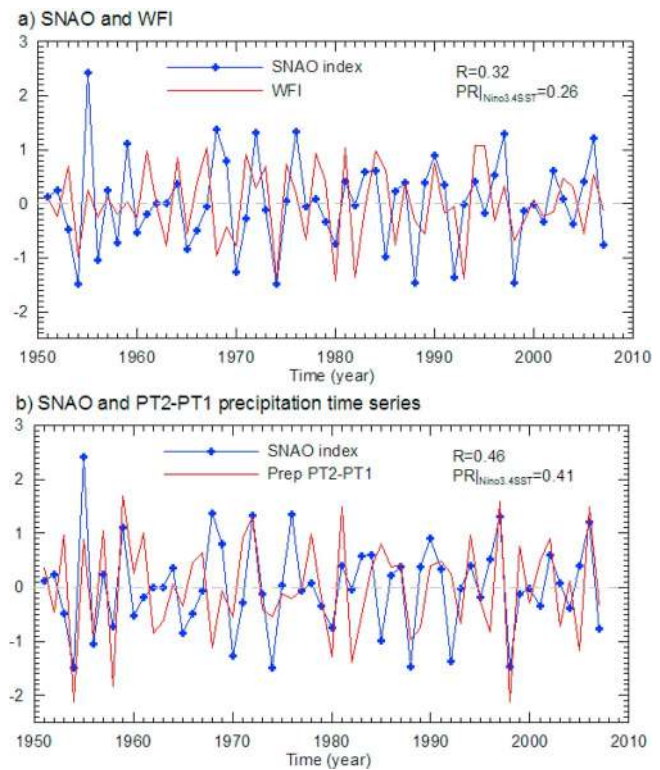 a) SNAO and WFI
3
SNAO index
WFI
R=0.32
PR|Nino3.4SST=0.26
2
1
0
-1
-2
1950 1960 1970 1980 1990 2000 2010
Time (year)
b) SNAO and PT2-PT1 precipitation time series
3
SNAO index
Prep PT2-PT1
R=0.46
PR|Nino3.4SST=0.41
2
1
0
-1
-2
1950 1960 1970 1980 1990 2000 2010
Time (year)